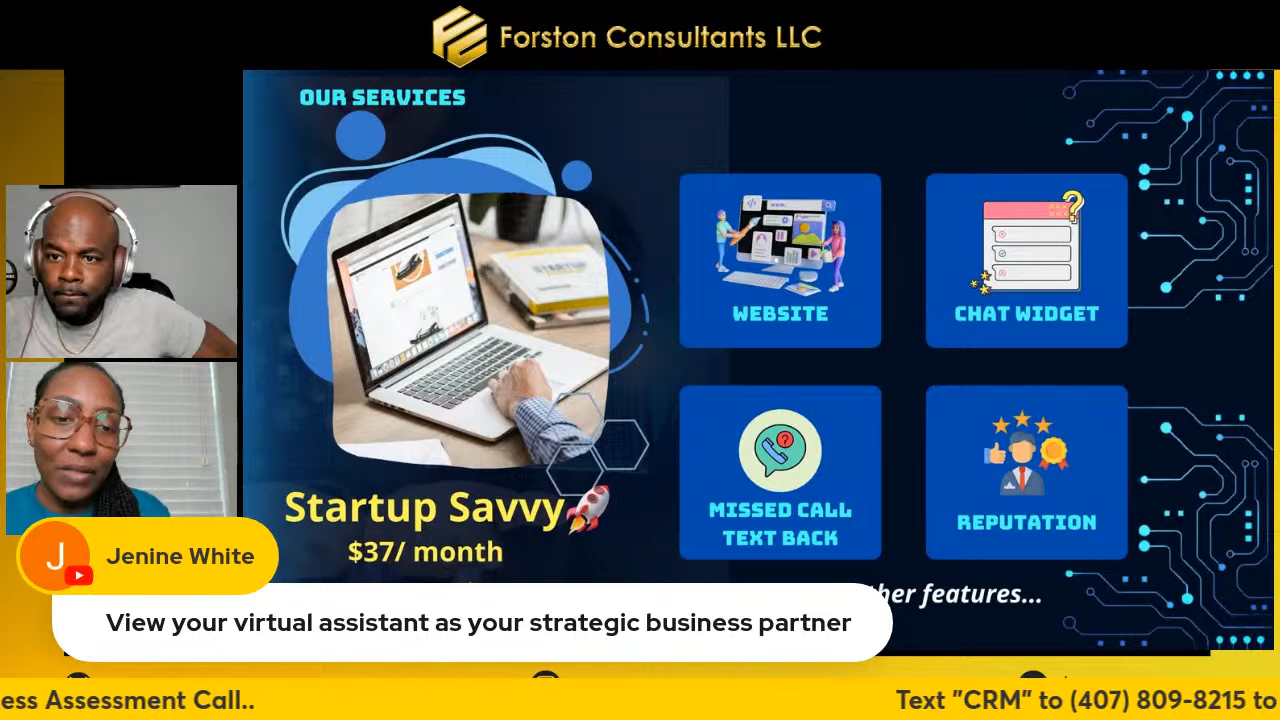 Forston Consultants LLC
OUR SERVICES
WEBSITE
CHAT WIDGET
MISSED CALL
TEXT BACK
REPUTATION
Startup Savvy
$37/ month
her features...
J
Jenine White
View your virtual assistant as your strategic business partner
ess Assessment Call..
Text "CRM" to (407) 809-8215 to